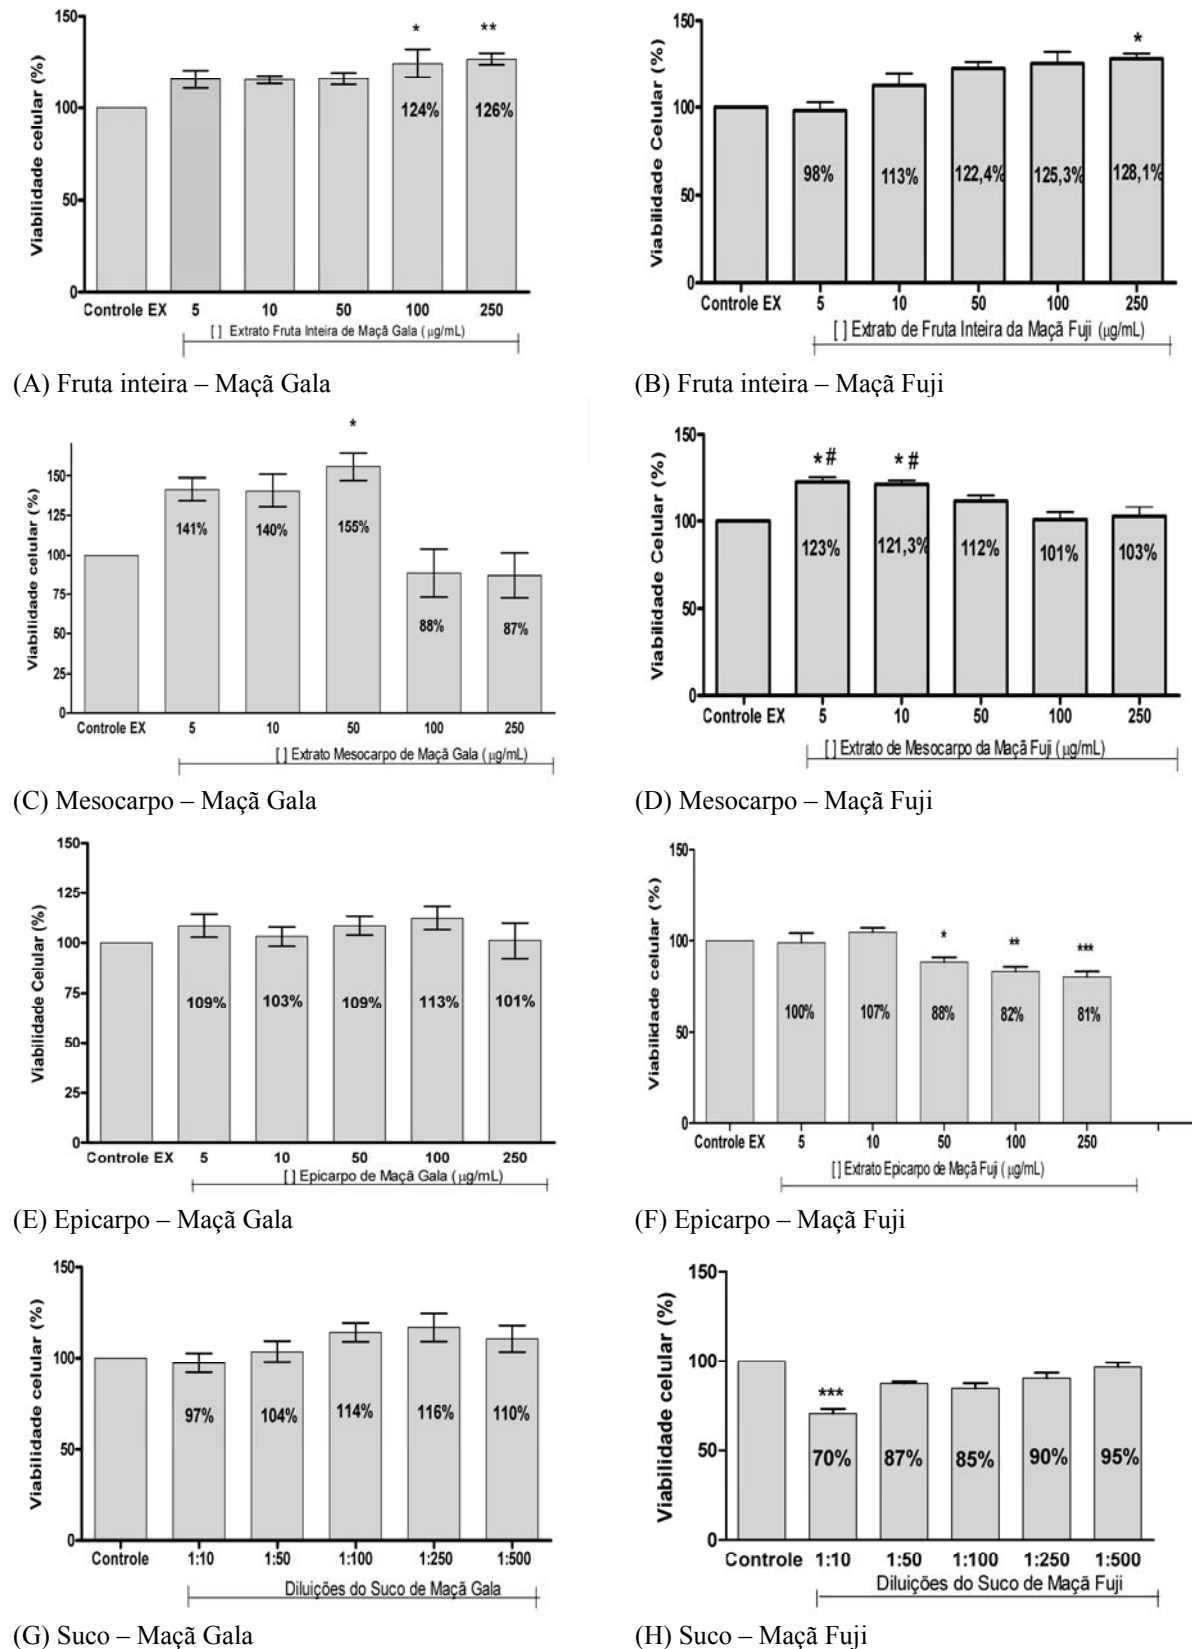 150
* **
100
124% 126%
50
0
Viabilidade celular (%)
Controle EX 5 10 50 100 250
[ ] Extrato Fruta Inteira de Maçã Gala (µg/mL)
(A) Fruta inteira – Maçã Gala
150
*
100
98% 113% 122,4% 125,3% 128,1%
50
0
Viabilidade Celular (%)
Controle EX 5 10 50 100 250
[ ] Extrato de Fruta Inteira da Maçã Fuji (µg/mL)
(B) Fruta inteira – Maçã Fuji
*
150
141% 140% 155%
125
100
75
88% 87%
50
25
0
Viabilidade celular (%)
Controle EX 5 10 50 100 250
[ ] Extrato Mesocarpo de Maçã Gala (µg/mL)
(C) Mesocarpo – Maçã Gala
150
*# *#
100
123% 121,3% 112% 101% 103%
50
0
Viabilidade Celular (%)
Controle EX 5 10 50 100 250
[ ] Extrato de Mesocarpo da Maçã Fuji (µg/mL)
(D) Mesocarpo – Maçã Fuji
150
125
100
75
109% 103% 109% 113% 101%
50
25
0
Viabilidade Celular (%)
Controle EX 5 10 50 100 250
[ ] Epicarpo de Maçã Gala (µg/mL)
(E) Epicarpo – Maçã Gala
150
100
* ** ***
100% 107% 88% 82% 81%
50
0
Viabilidade celular (%)
Controle EX 5 10 50 100 250
[ ] Extrato Epicarpo de Maçã Fuji (µg/mL)
(F) Epicarpo – Maçã Fuji
150
100
97% 104% 114% 116% 110%
50
0
Viabilidade celular (%)
Controle 1:10 1:50 1:100 1:250 1:500
Diluições do Suco de Maçã Gala
(G) Suco – Maçã Gala
150
100
***
70% 87% 85% 90% 95%
50
0
Viabilidade celular (%)
Controle 1:10 1:50 1:100 1:250 1:500
Diluições do Suco de Maçã Fuji
(H) Suco – Maçã Fuji